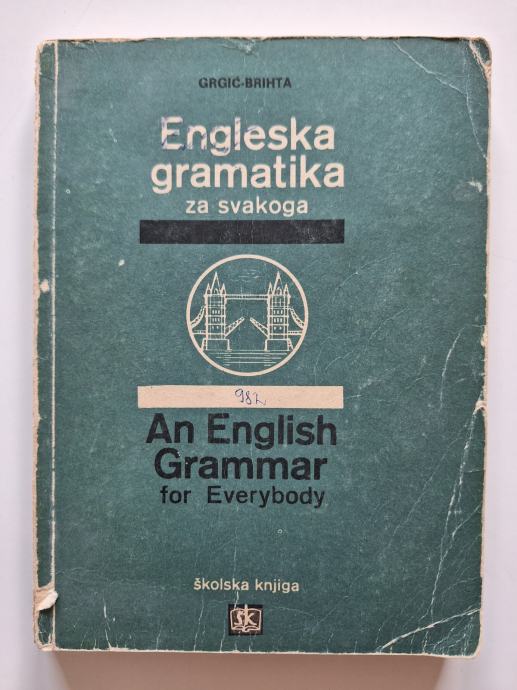 GRGIĆ-BRIHTA
Engleska
gramatika
za svakoga
982
An English
Grammar
for Everybody
školska knjiga
ŠK